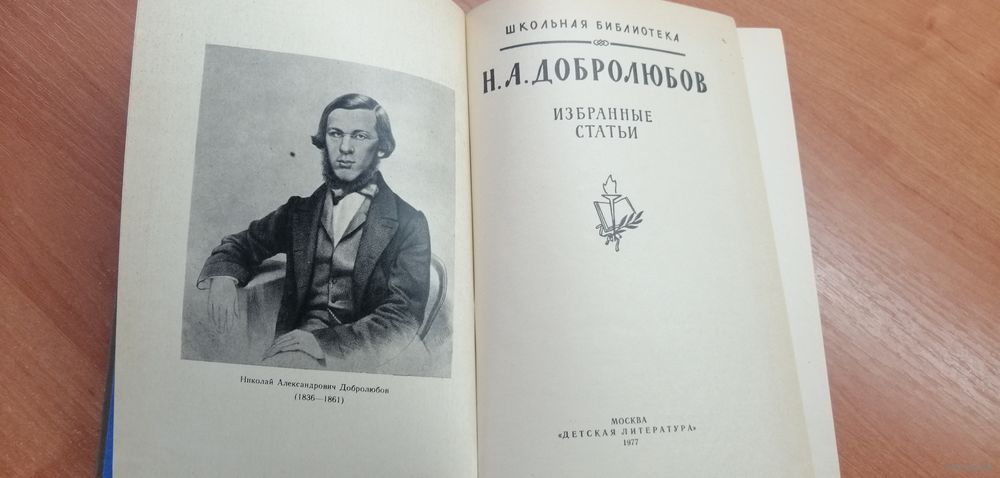 Николай Александрович Добролюбов
(1836—1861)
ШКОЛЬНАЯ БИБЛИОТЕКА
Н. А. ДОБРОЛЮБОВ
ИЗБРАННЫЕ
СТАТЬИ
МОСКВА
«ДЕТСКАЯ ЛИТЕРАТУРА»
1977